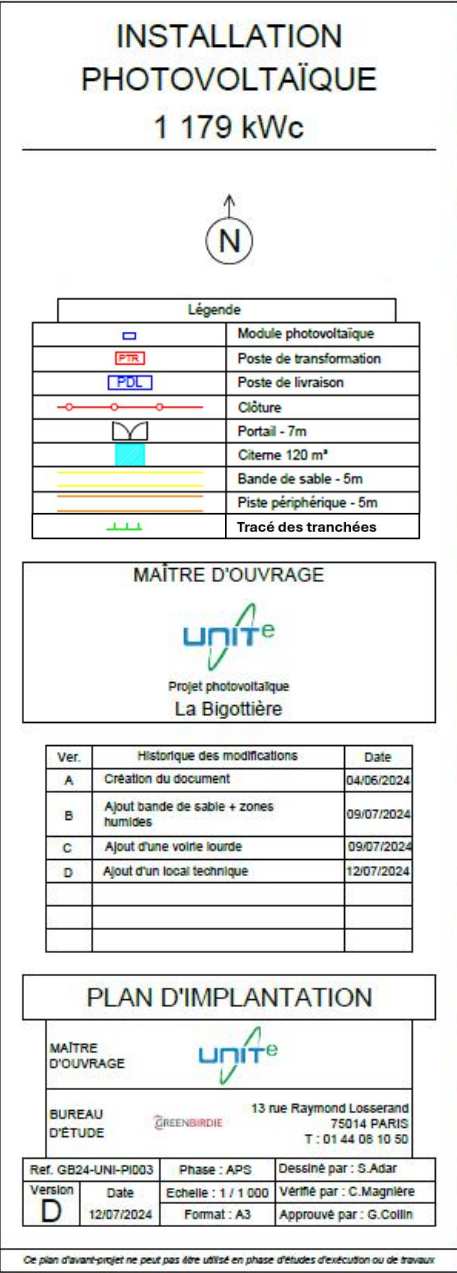 INSTALLATION
PHOTOVOLTAÏQUE
1 179 kWc
N
Légende
Module photovoltaïque
PTR Poste de transformation
PDL Poste de livraison
Clôture
Portail - 7m
Citerne 120 m³
Bande de sable - 5m
Piste périphérique - 5m
Tracé des tranchées
MAÎTRE D'OUVRAGE
UNITe
Projet photovoltaïque
La Bigottière
Ver. Historique des modifications Date
A Création du document 04/06/2024
B Ajout bande de sable + zones
humides 09/07/2024
C Ajout d'une voirie lourde 09/07/2024
D Ajout d'un local technique 12/07/2024
PLAN D'IMPLANTATION
MAÎTRE
D'OUVRAGE
UNITe
BUREAU
D'ÉTUDE
GREENBIRDIE
13 rue Raymond Losserand
75014 PARIS
T : 01 44 08 10 50
Ref. GB24-UNI-PI003 Phase : APS Dessiné par : S.Adar
Version Date Echelle : 1 / 1 000 Vérifié par : C.Magnière
D 12/07/2024 Format : A3 Approuvé par : G.Collin
Ce plan d'avant-projet ne peut pas être utilisé en phase d'études d'exécution ou de travaux